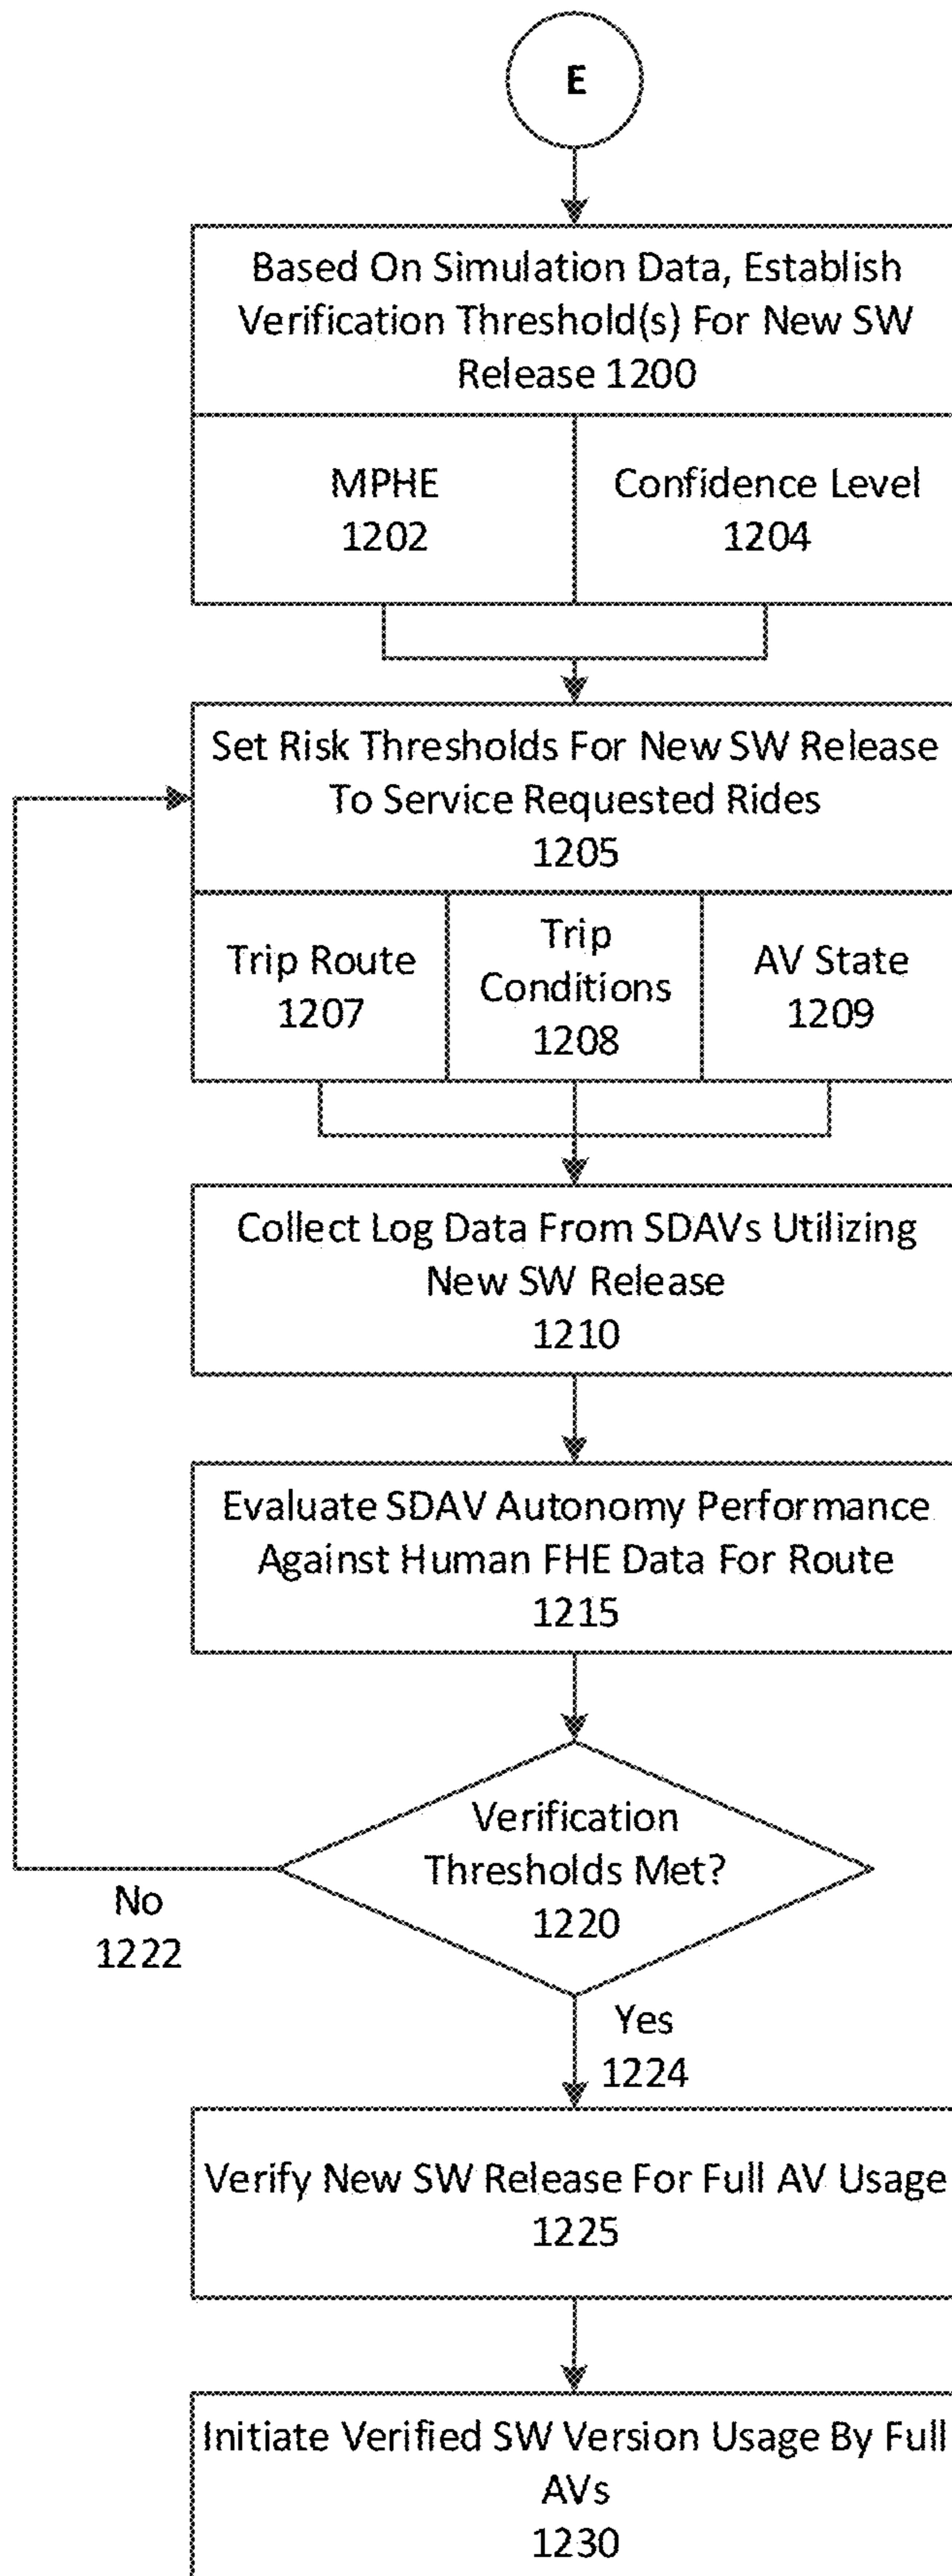 E
Based On Simulation Data, Establish
Verification Threshold(s) For New SW
Release 1200
MPHE
1202
Confidence Level
1204
Set Risk Thresholds For New SW Release
To Service Requested Rides
1205
Trip Route
1207
Trip
Conditions
1208
AV State
1209
Collect Log Data From SDAVs Utilizing
New SW Release
1210
Evaluate SDAV Autonomy Performance
Against Human FHE Data For Route
1215
Verification
Thresholds Met?
1220
No
1222
Yes
1224
Verify New SW Release For Full AV Usage
1225
Initiate Verified SW Version Usage By Full
AVs
1230